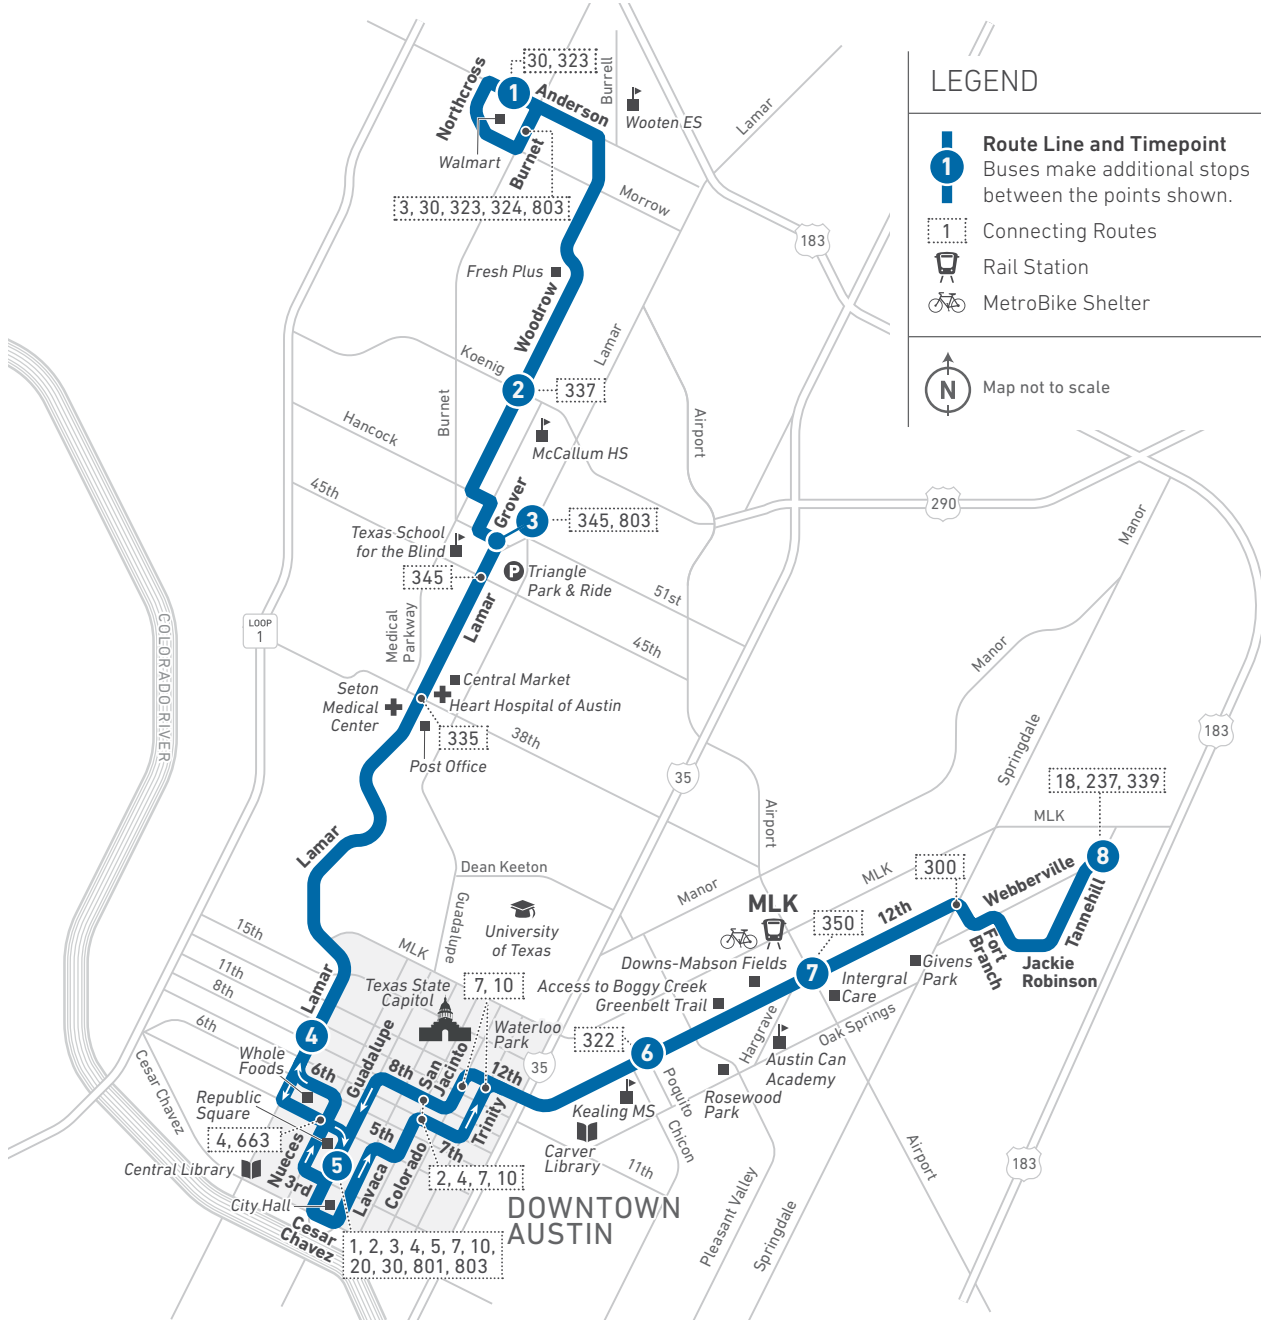 30, 323
Northcross
1
Anderson
Burrell
Wooten ES
Lamar
Walmart
Burnet
3, 30, 323, 324, 803
Morrow
183
Fresh Plus
Woodrow
Lamar
Koenig
2
337
Burnet
Airport
Hancock
McCallum HS
45th
Grover
3
345, 803
290
Manor
Texas School
for the Blind
345
P
Triangle
Park & Ride
51st
LOOP
1
COLORADO RIVER
Medical
Parkway
Lamar
45th
Manor
Central Market
Seton
Medical
Center
Heart Hospital of Austin
335
38th
Post Office
Springdale
183
35
18, 237, 339
Airport
MLK
Lamar
8
Dean Keeton
300
Webberville
MLK
Manor
Guadalupe
MLK
12th
Tannehill
15th
University
of Texas
350
MLK
Fort
Branch
11th
Downs-Mabson Fields
7
Givens
Park
Jackie
Robinson
8th
Lamar
Texas State
Capitol
7, 10
Access to Boggy Creek
Greenbelt Trail
Intergral
Care
6th
4
Waterloo
Park
322
6
Hargrave
Oak Springs
Whole
Foods
Guadalupe
San
Jacinto
35
Austin Can
Academy
Cesar Chavez
6th
8th
12th
Republic
Square
Kealing MS
Poquito
Rosewood
Park
4, 663
5th
Trinity
Carver
Library
Chicon
Airport
Nueces
5
7th
11th
Central Library
3rd
Lavaca
Colorado
2, 4, 7, 10
183
City Hall
DOWNTOWN
AUSTIN
Cesar
Chavez
1, 2, 3, 4, 5, 7, 10,
20, 30, 801, 803
Pleasant Valley
Springdale
LEGEND
Route Line and Timepoint
1
Buses make additional stops
between the points shown.
1
Connecting Routes
Rail Station
MetroBike Shelter
N
Map not to scale